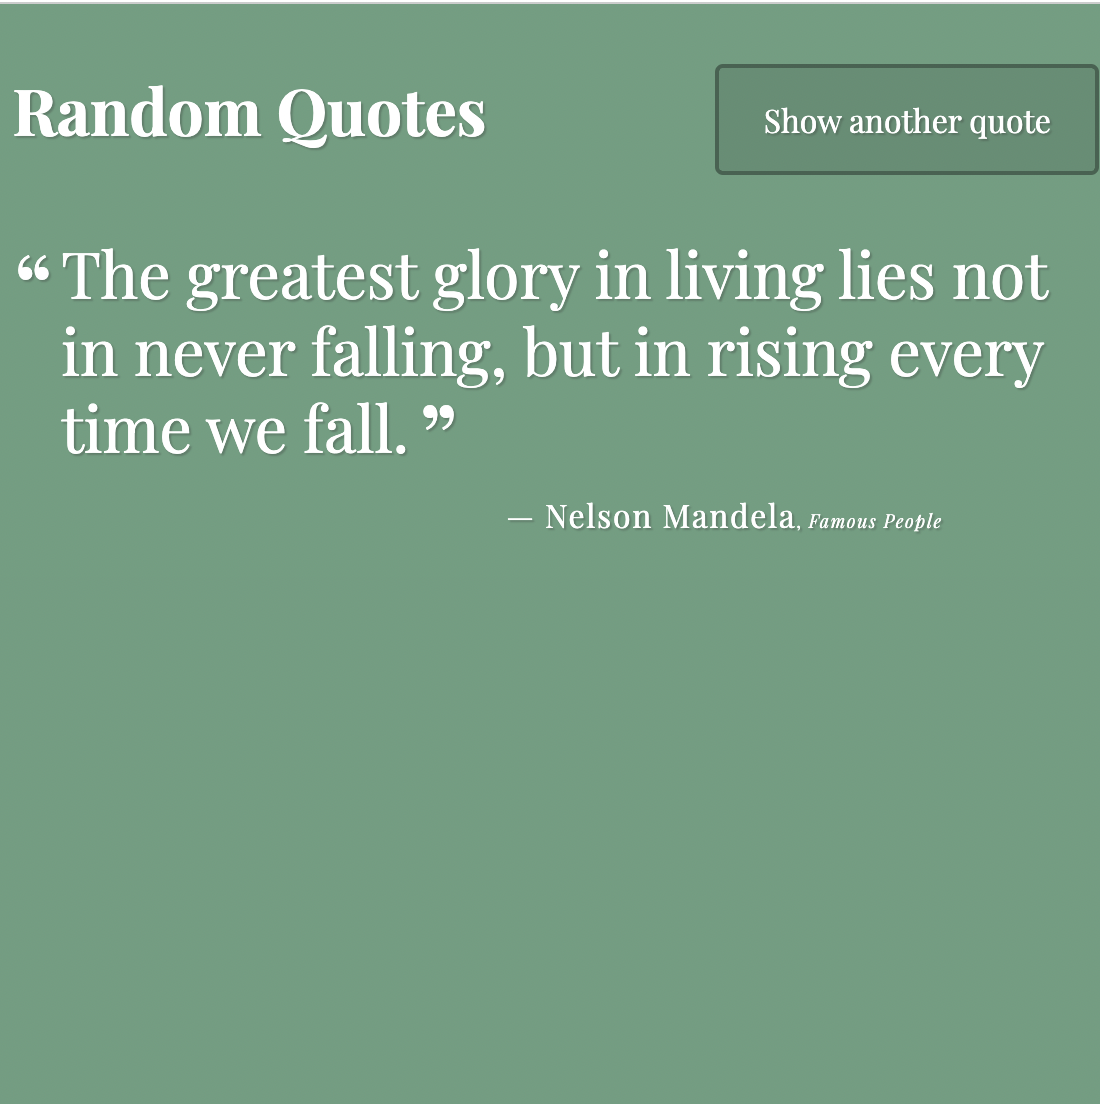 Random Quotes
Show another quote
“ The greatest glory in living lies not
in never falling, but in rising every
time we fall. ”
— Nelson Mandela, Famous People